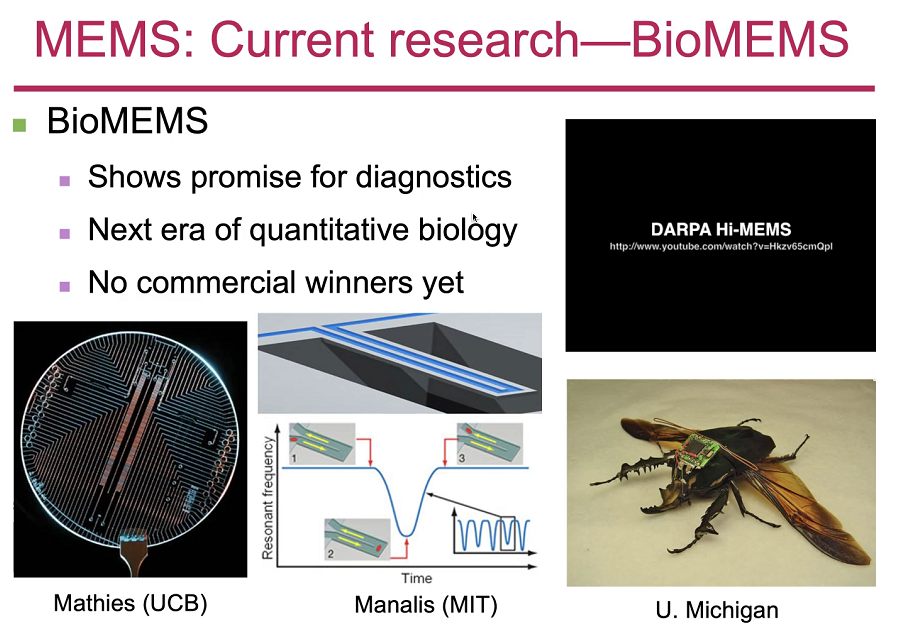 MEMS: Current research—BioMEMS
BioMEMS
Shows promise for diagnostics
Next era of quantitative biology
No commercial winners yet
DARPA Hi-MEMS
http://www.youtube.com/watch?v=Hkzv65cmQpI
Resonant frequency
1
2
3
Time
Mathies (UCB)
Manalis (MIT)
U. Michigan